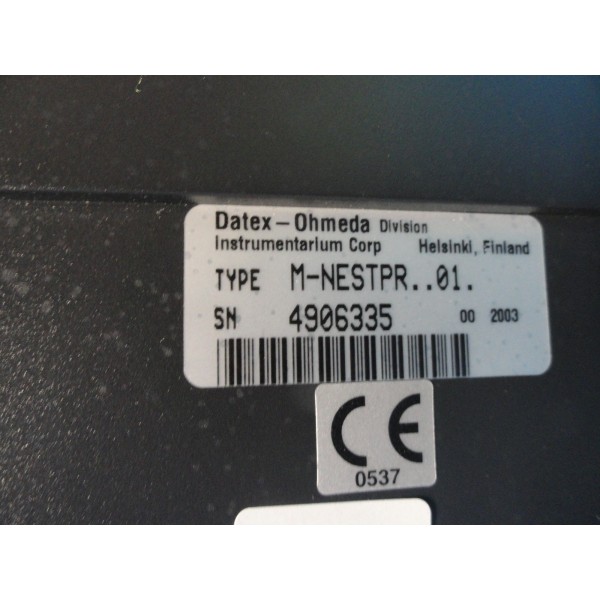 Datex-Ohmeda Division
Instrumentarium Corp Helsinki, Finland
TYPE M-NESTPR..01.
SN 4906335 00 2003
CE
0537